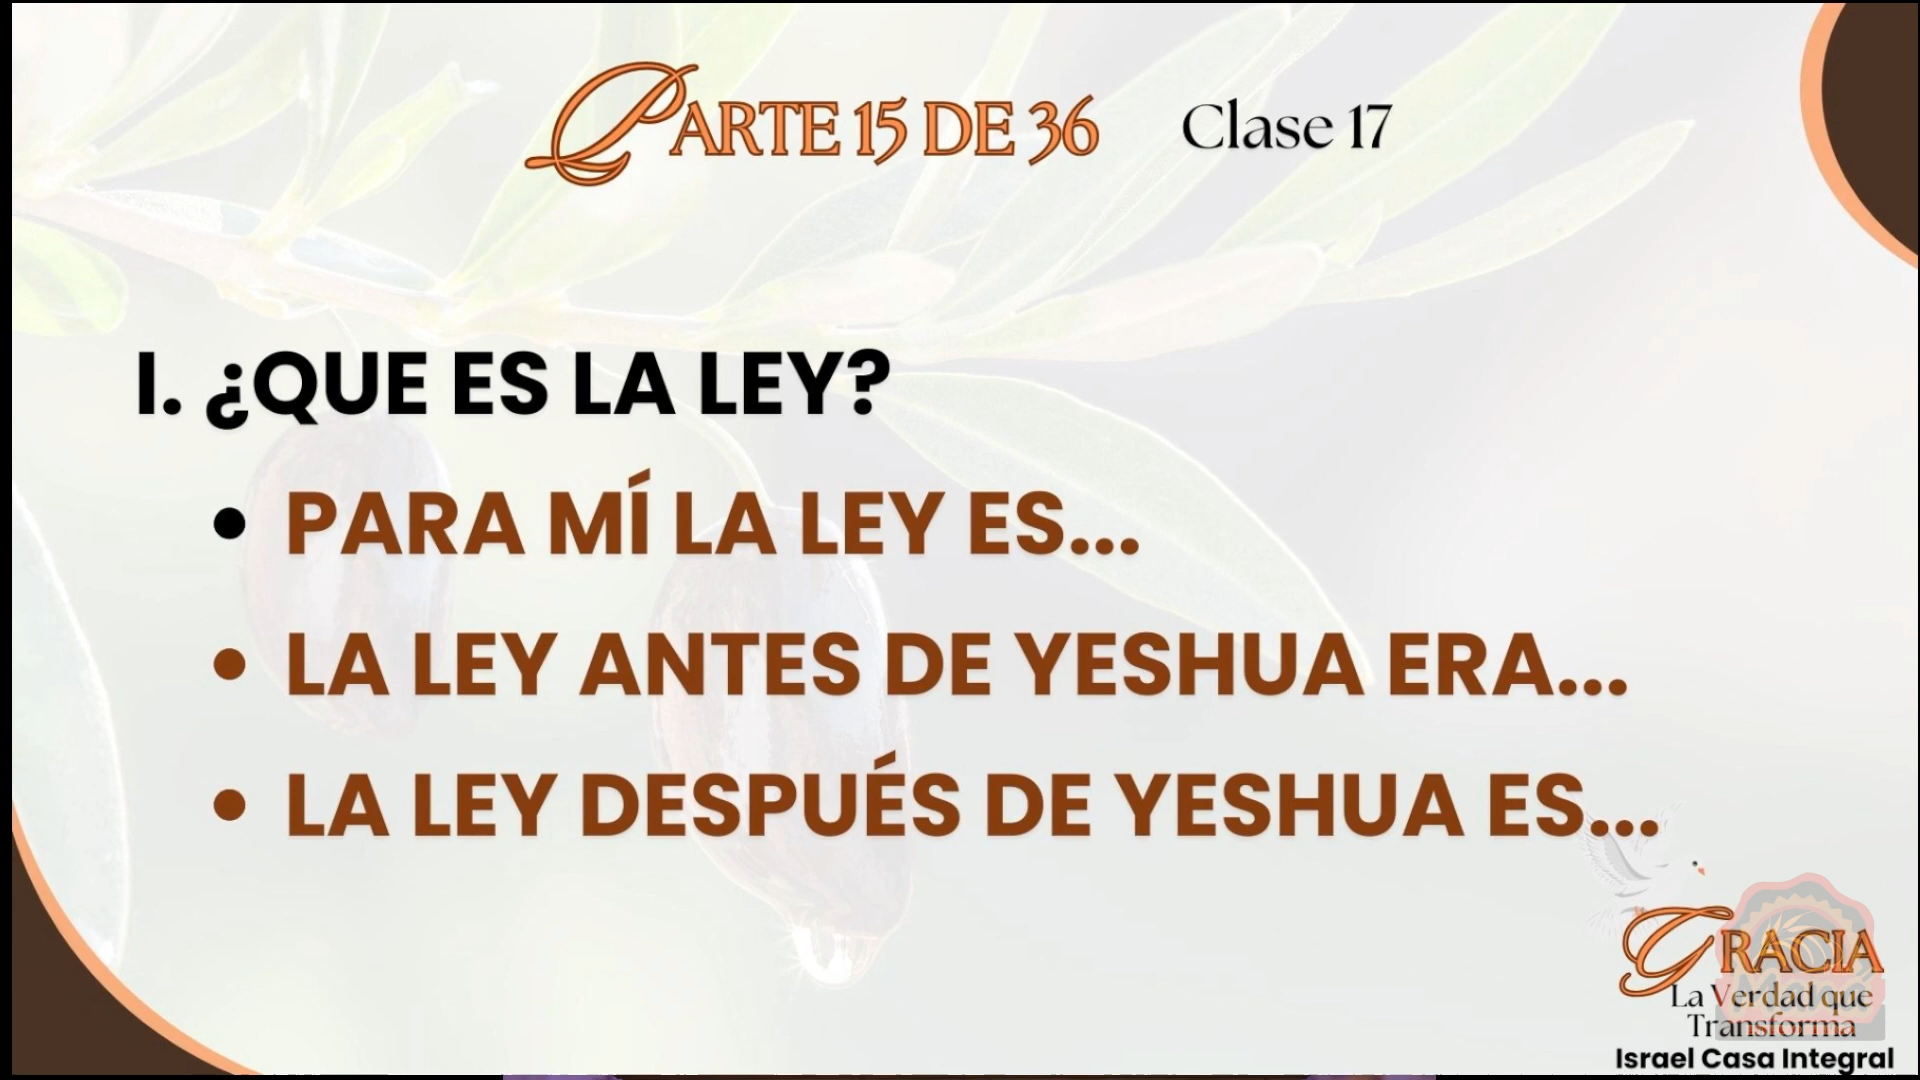 PARTE 15 DE 36 Clase 17
I. ¿QUE ES LA LEY?
• PARA MÍ LA LEY ES...
• LA LEY ANTES DE YESHUA ERA...
• LA LEY DESPUÉS DE YESHUA ES...
GRACIA
La Verdad que
Transforma
Israel Casa Integral